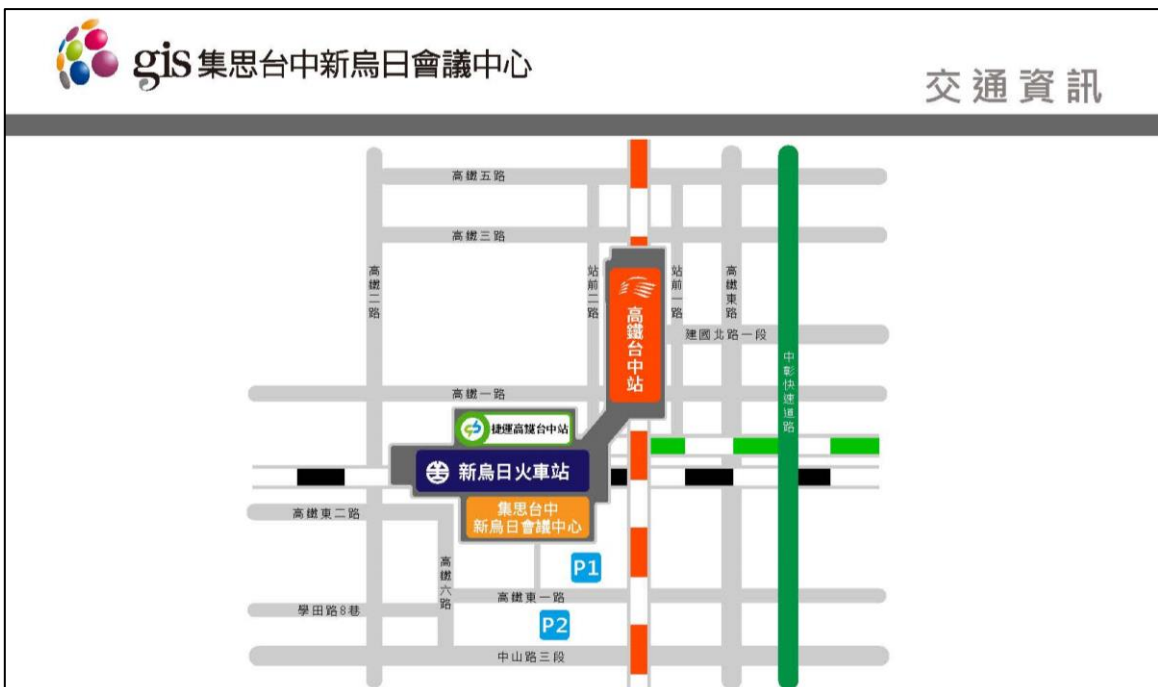 gis 集思台中新烏日會議中心
交通資訊
高鐵五路
高鐵三路
高鐵二路
站前二路
站前一路
高鐵東路
高鐵台中站
建國北路一段
中彰快速道路
高鐵一路
捷運高鐵台中站
新烏日火車站
集思台中
新烏日會議中心
高鐵東二路
高鐵六路
P1
高鐵東一路
學田路8巷
P2
中山路三段